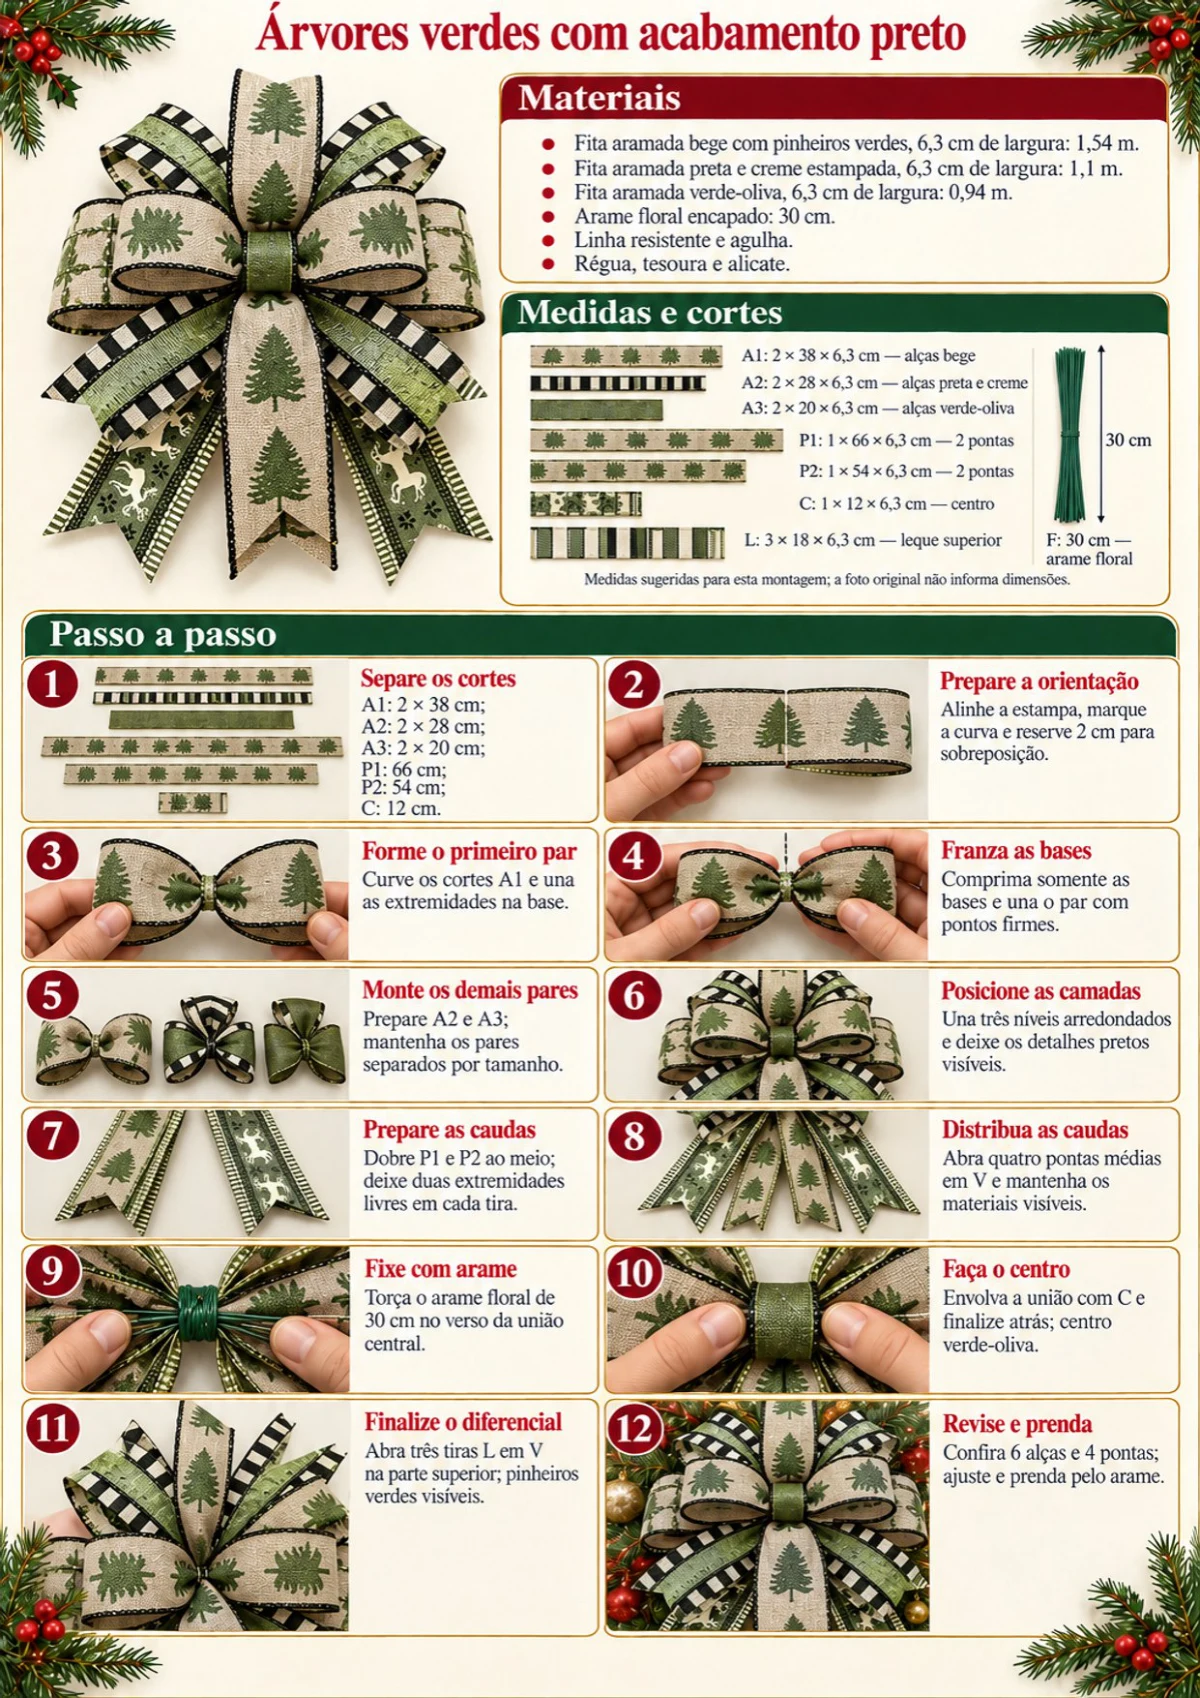 Árvores verdes com acabamento preto
Materiais
Fita aramada bege com pinheiros verdes, 6,3 cm de largura: 1,54 m.
Fita aramada preta e creme estampada, 6,3 cm de largura: 1,1 m.
Fita aramada verde-oliva, 6,3 cm de largura: 0,94 m.
Arame floral encapado: 30 cm.
Linha resistente e agulha.
Régua, tesoura e alicate.
Medidas e cortes
A1: 2 × 38 × 6,3 cm — alças bege
A2: 2 × 28 × 6,3 cm — alças preta e creme
A3: 2 × 20 × 6,3 cm — alças verde-oliva
P1: 1 × 66 × 6,3 cm — 2 pontas
P2: 1 × 54 × 6,3 cm — 2 pontas
C: 1 × 12 × 6,3 cm — centro
L: 3 × 18 × 6,3 cm — leque superior
30 cm
F: 30 cm —
arame floral
Medidas sugeridas para esta montagem; a foto original não informa dimensões.
Passo a passo
1
Separe os cortes
A1: 2 × 38 cm;
A2: 2 × 28 cm;
A3: 2 × 20 cm;
P1: 66 cm;
P2: 54 cm;
C: 12 cm.
2
Prepare a orientação
Alinhe a estampa, marque
a curva e reserve 2 cm para
sobreposição.
3
Forme o primeiro par
Curve os cortes A1 e una
as extremidades na base.
4
Franza as bases
Comprima somente as
bases e una o par com
pontos firmes.
5
Monte os demais pares
Prepare A2 e A3;
mantenha os pares
separados por tamanho.
6
Posicione as camadas
Una três níveis arredondados
e deixe os detalhes pretos
visíveis.
7
Prepare as caudas
Dobre P1 e P2 ao meio;
deixe duas extremidades
livres em cada tira.
8
Distribua as caudas
Abra quatro pontas médias
em V e mantenha os
materiais visíveis.
9
Fixe com arame
Torça o arame floral de
30 cm no verso da união
central.
10
Faça o centro
Envolva a união com C e
finalize atrás; centro
verde-oliva.
11
Finalize o diferencial
Abra três tiras L em V
na parte superior; pinheiros
verdes visíveis.
12
Revise e prenda
Confira 6 alças e 4 pontas;
ajuste e prenda pelo arame.